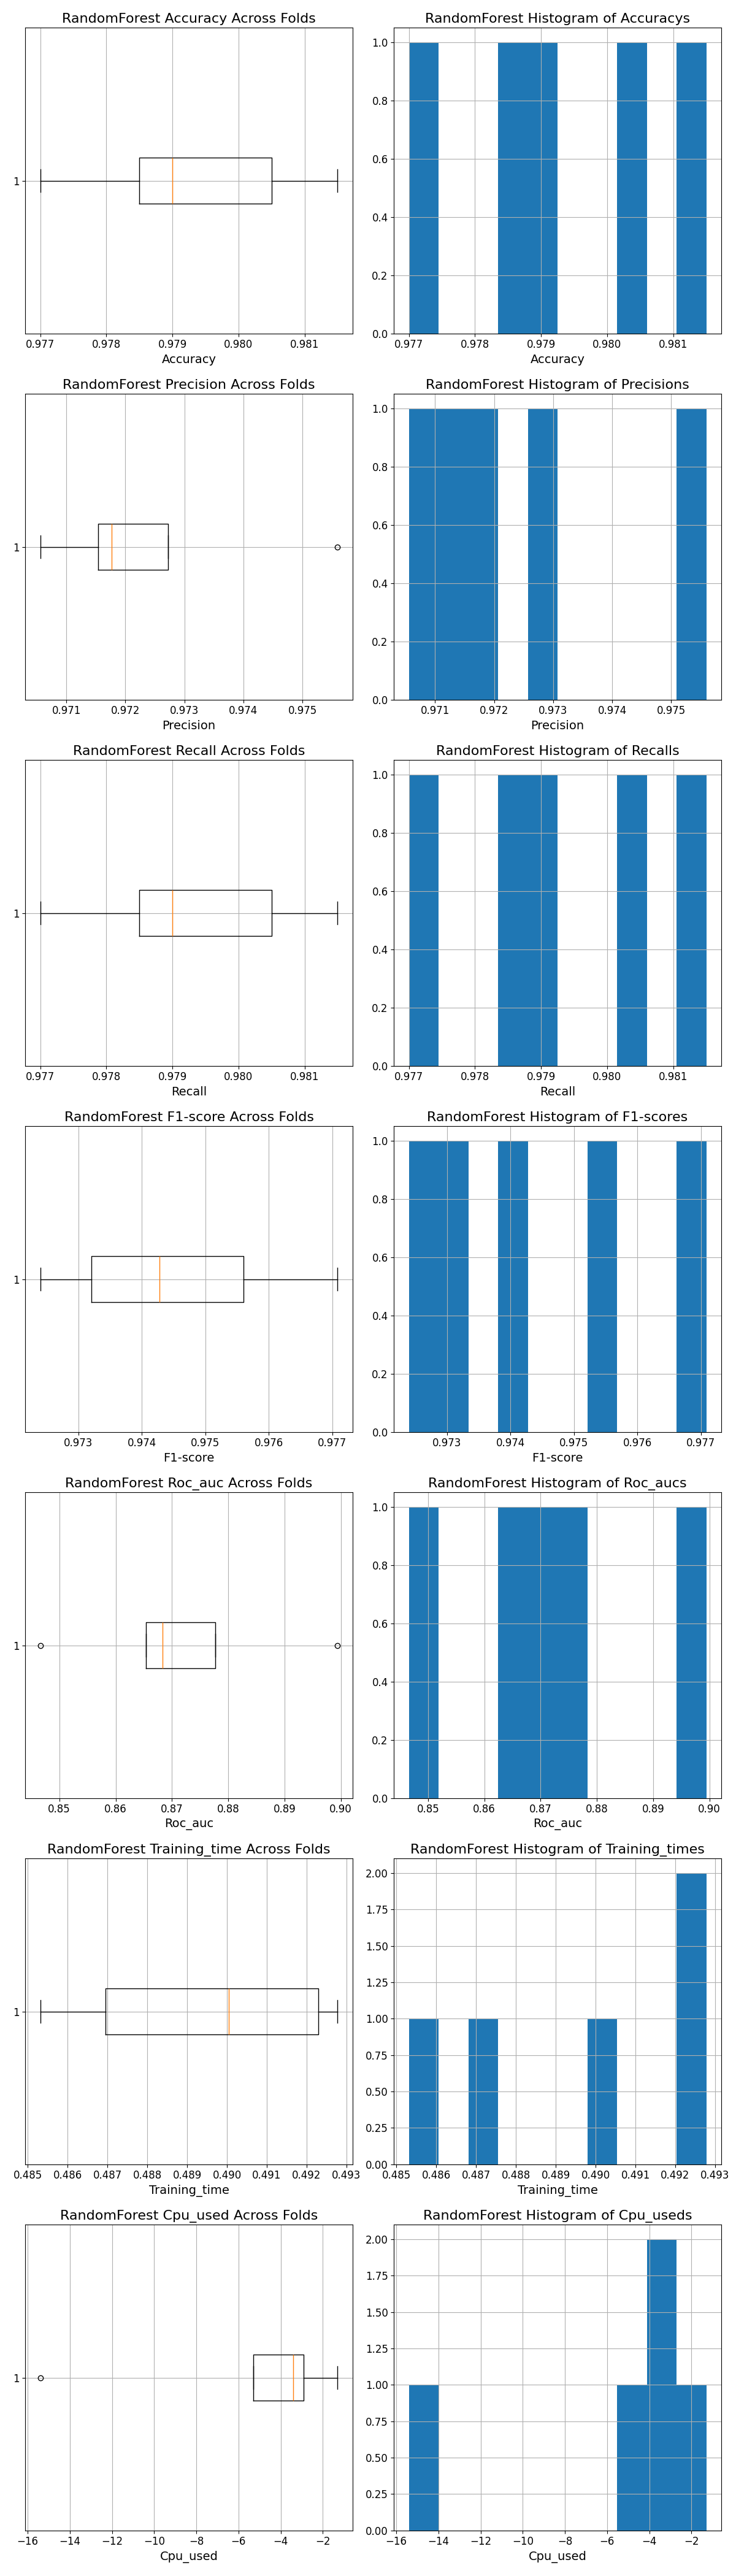 RandomForest Accuracy Across Folds
1
0.977 0.978 0.979 0.980 0.981
Accuracy
RandomForest Histogram of Accuracys
1.0
0.8
0.6
0.4
0.2
0.0
0.977 0.978 0.979 0.980 0.981
Accuracy
RandomForest Precision Across Folds
1
0.971 0.972 0.973 0.974 0.975
Precision
RandomForest Histogram of Precisions
1.0
0.8
0.6
0.4
0.2
0.0
0.971 0.972 0.973 0.974 0.975
Precision
RandomForest Recall Across Folds
1
0.977 0.978 0.979 0.980 0.981
Recall
RandomForest Histogram of Recalls
1.0
0.8
0.6
0.4
0.2
0.0
0.977 0.978 0.979 0.980 0.981
Recall
RandomForest F1-score Across Folds
1
0.973 0.974 0.975 0.976 0.977
F1-score
RandomForest Histogram of F1-scores
1.0
0.8
0.6
0.4
0.2
0.0
0.973 0.974 0.975 0.976 0.977
F1-score
RandomForest Roc_auc Across Folds
1
0.85 0.86 0.87 0.88 0.89 0.90
Roc_auc
RandomForest Histogram of Roc_aucs
1.0
0.8
0.6
0.4
0.2
0.0
0.85 0.86 0.87 0.88 0.89 0.90
Roc_auc
RandomForest Training_time Across Folds
1
0.485 0.486 0.487 0.488 0.489 0.490 0.491 0.492 0.493
Training_time
RandomForest Histogram of Training_times
2.00
1.75
1.50
1.25
1.00
0.75
0.50
0.25
0.00
0.485 0.486 0.487 0.488 0.489 0.490 0.491 0.492 0.493
Training_time
RandomForest Cpu_used Across Folds
1
−16 −14 −12 −10 −8 −6 −4 −2
Cpu_used
RandomForest Histogram of Cpu_useds
2.00
1.75
1.50
1.25
1.00
0.75
0.50
0.25
0.00
−16 −14 −12 −10 −8 −6 −4 −2
Cpu_used